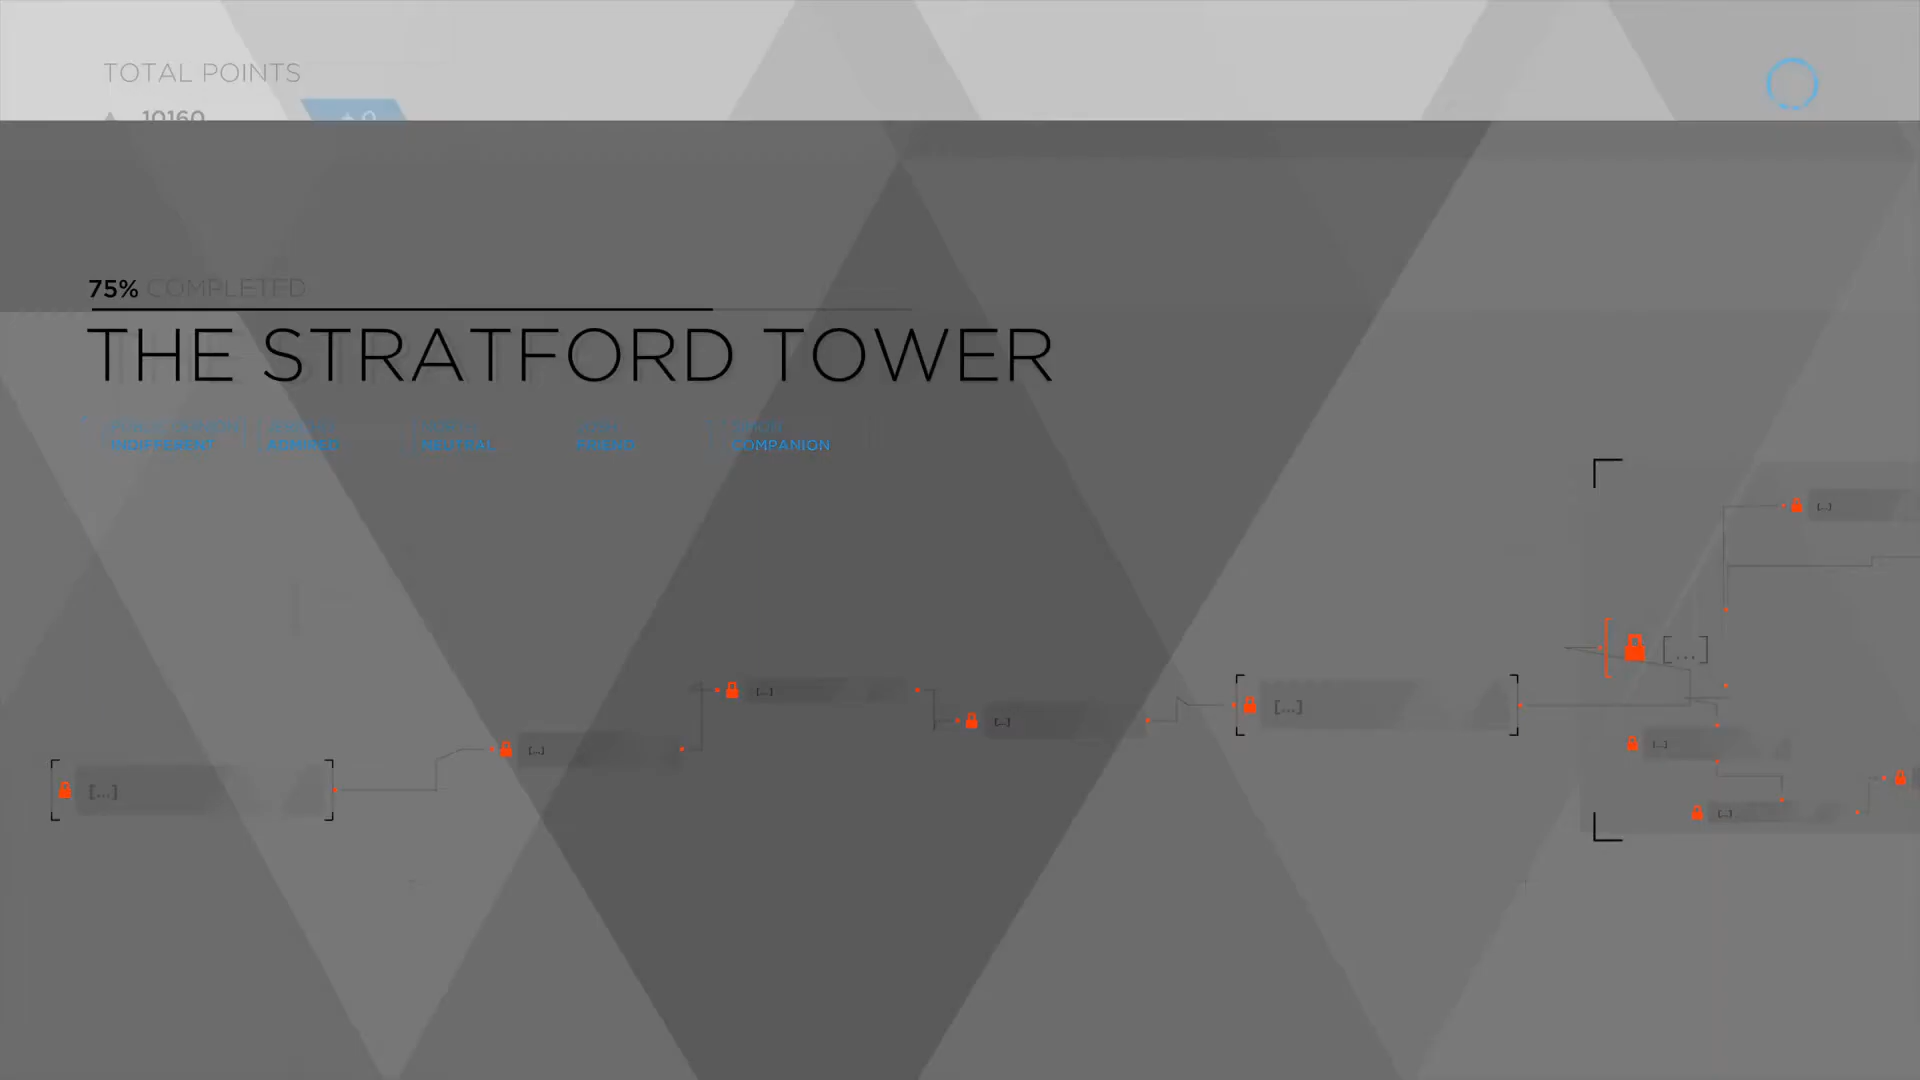 TOTAL POINTS
10160
75% COMPLETED
THE STRATFORD TOWER
INDIFFERENT ADMIRED NEUTRAL FRIEND COMPANION
[...]
[...]
[...]
[...]
[...]
[...]
[...]
[...]
[...]